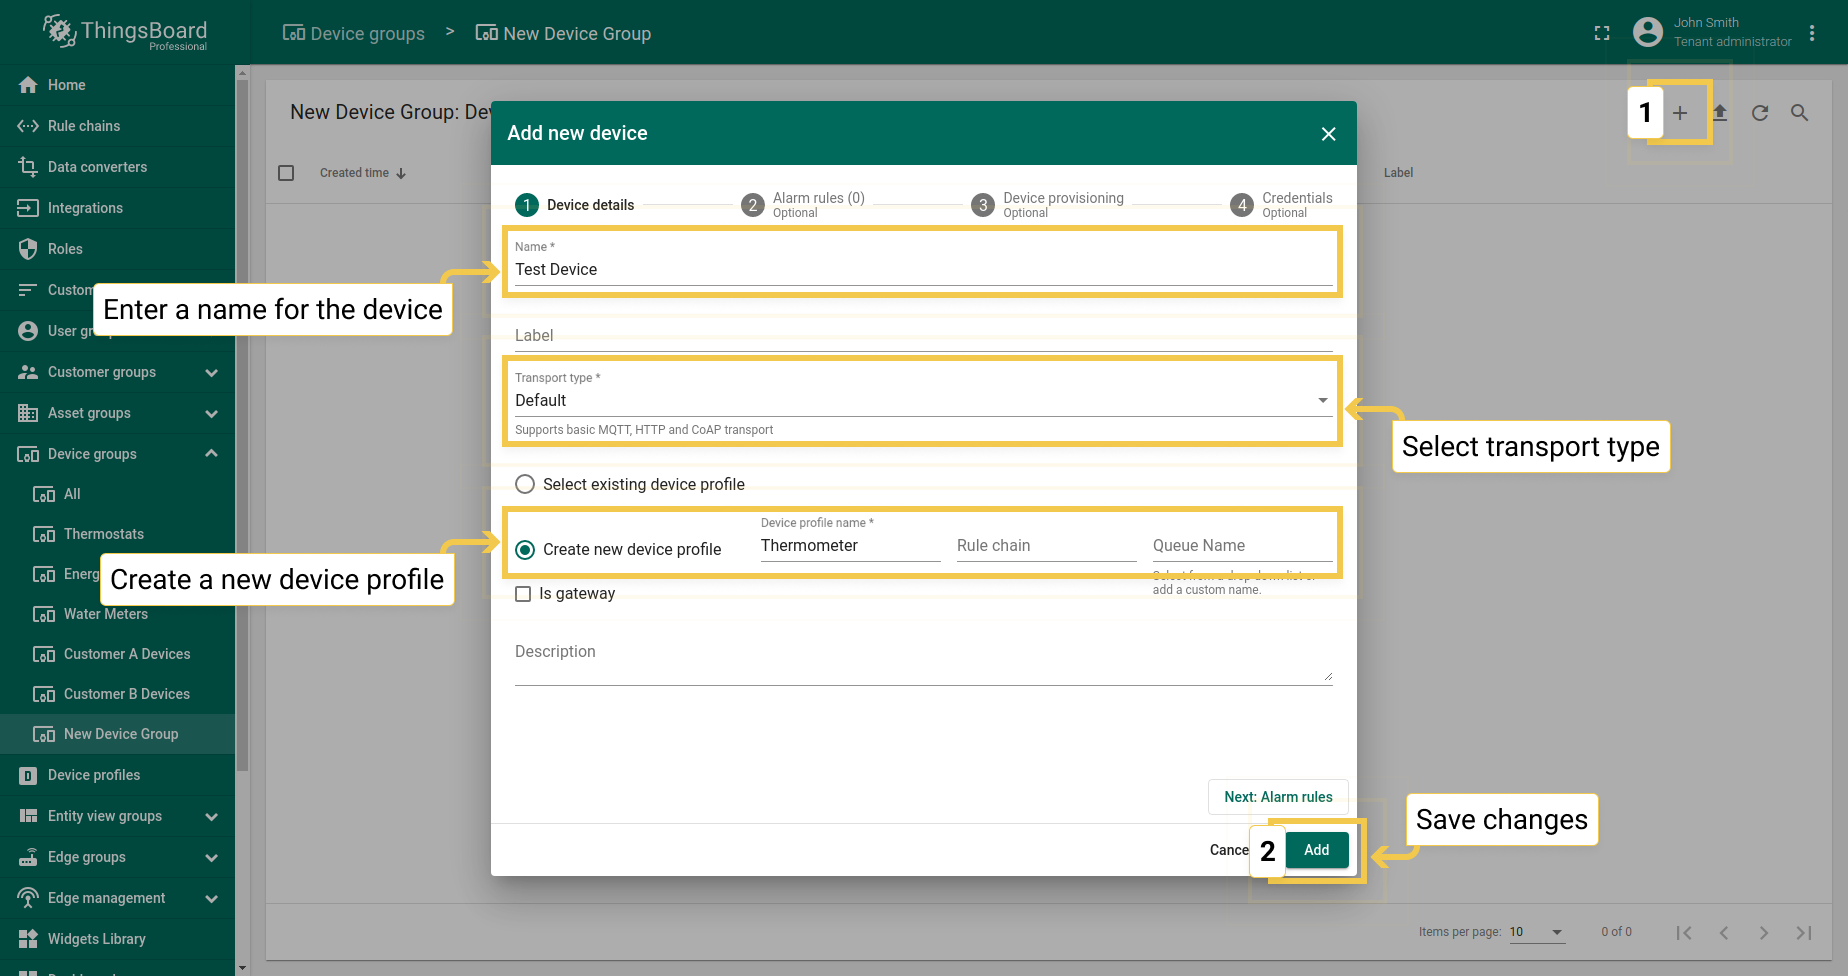 ThingsBoard
Professional
Device groups > New Device Group
John Smith
Tenant administrator
Home
Rule chains
Data converters
Integrations
Roles
User
Customer groups
Asset groups
Device groups
All
Thermostats
Water Meters
Customer A Devices
Customer B Devices
New Device Group
Device profiles
Entity view groups
Edge groups
Edge management
Widgets Library
New Device Group:
1
Created time
Label
Add new device
1 Device details
2 Alarm rules (0)
Optional
3 Device provisioning
Optional
4 Credentials
Optional
Name *
Test Device
Enter a name for the device
Label
Transport type *
Default
Supports basic MQTT, HTTP and CoAP transport
Select transport type
Select existing device profile
Create new device profile
Device profile name *
Thermometer
Rule chain
Queue Name
add a custom name.
Create a new device profile
Is gateway
Description
Next: Alarm rules
2
Add
Save changes
Items per page: 10
0 of 0